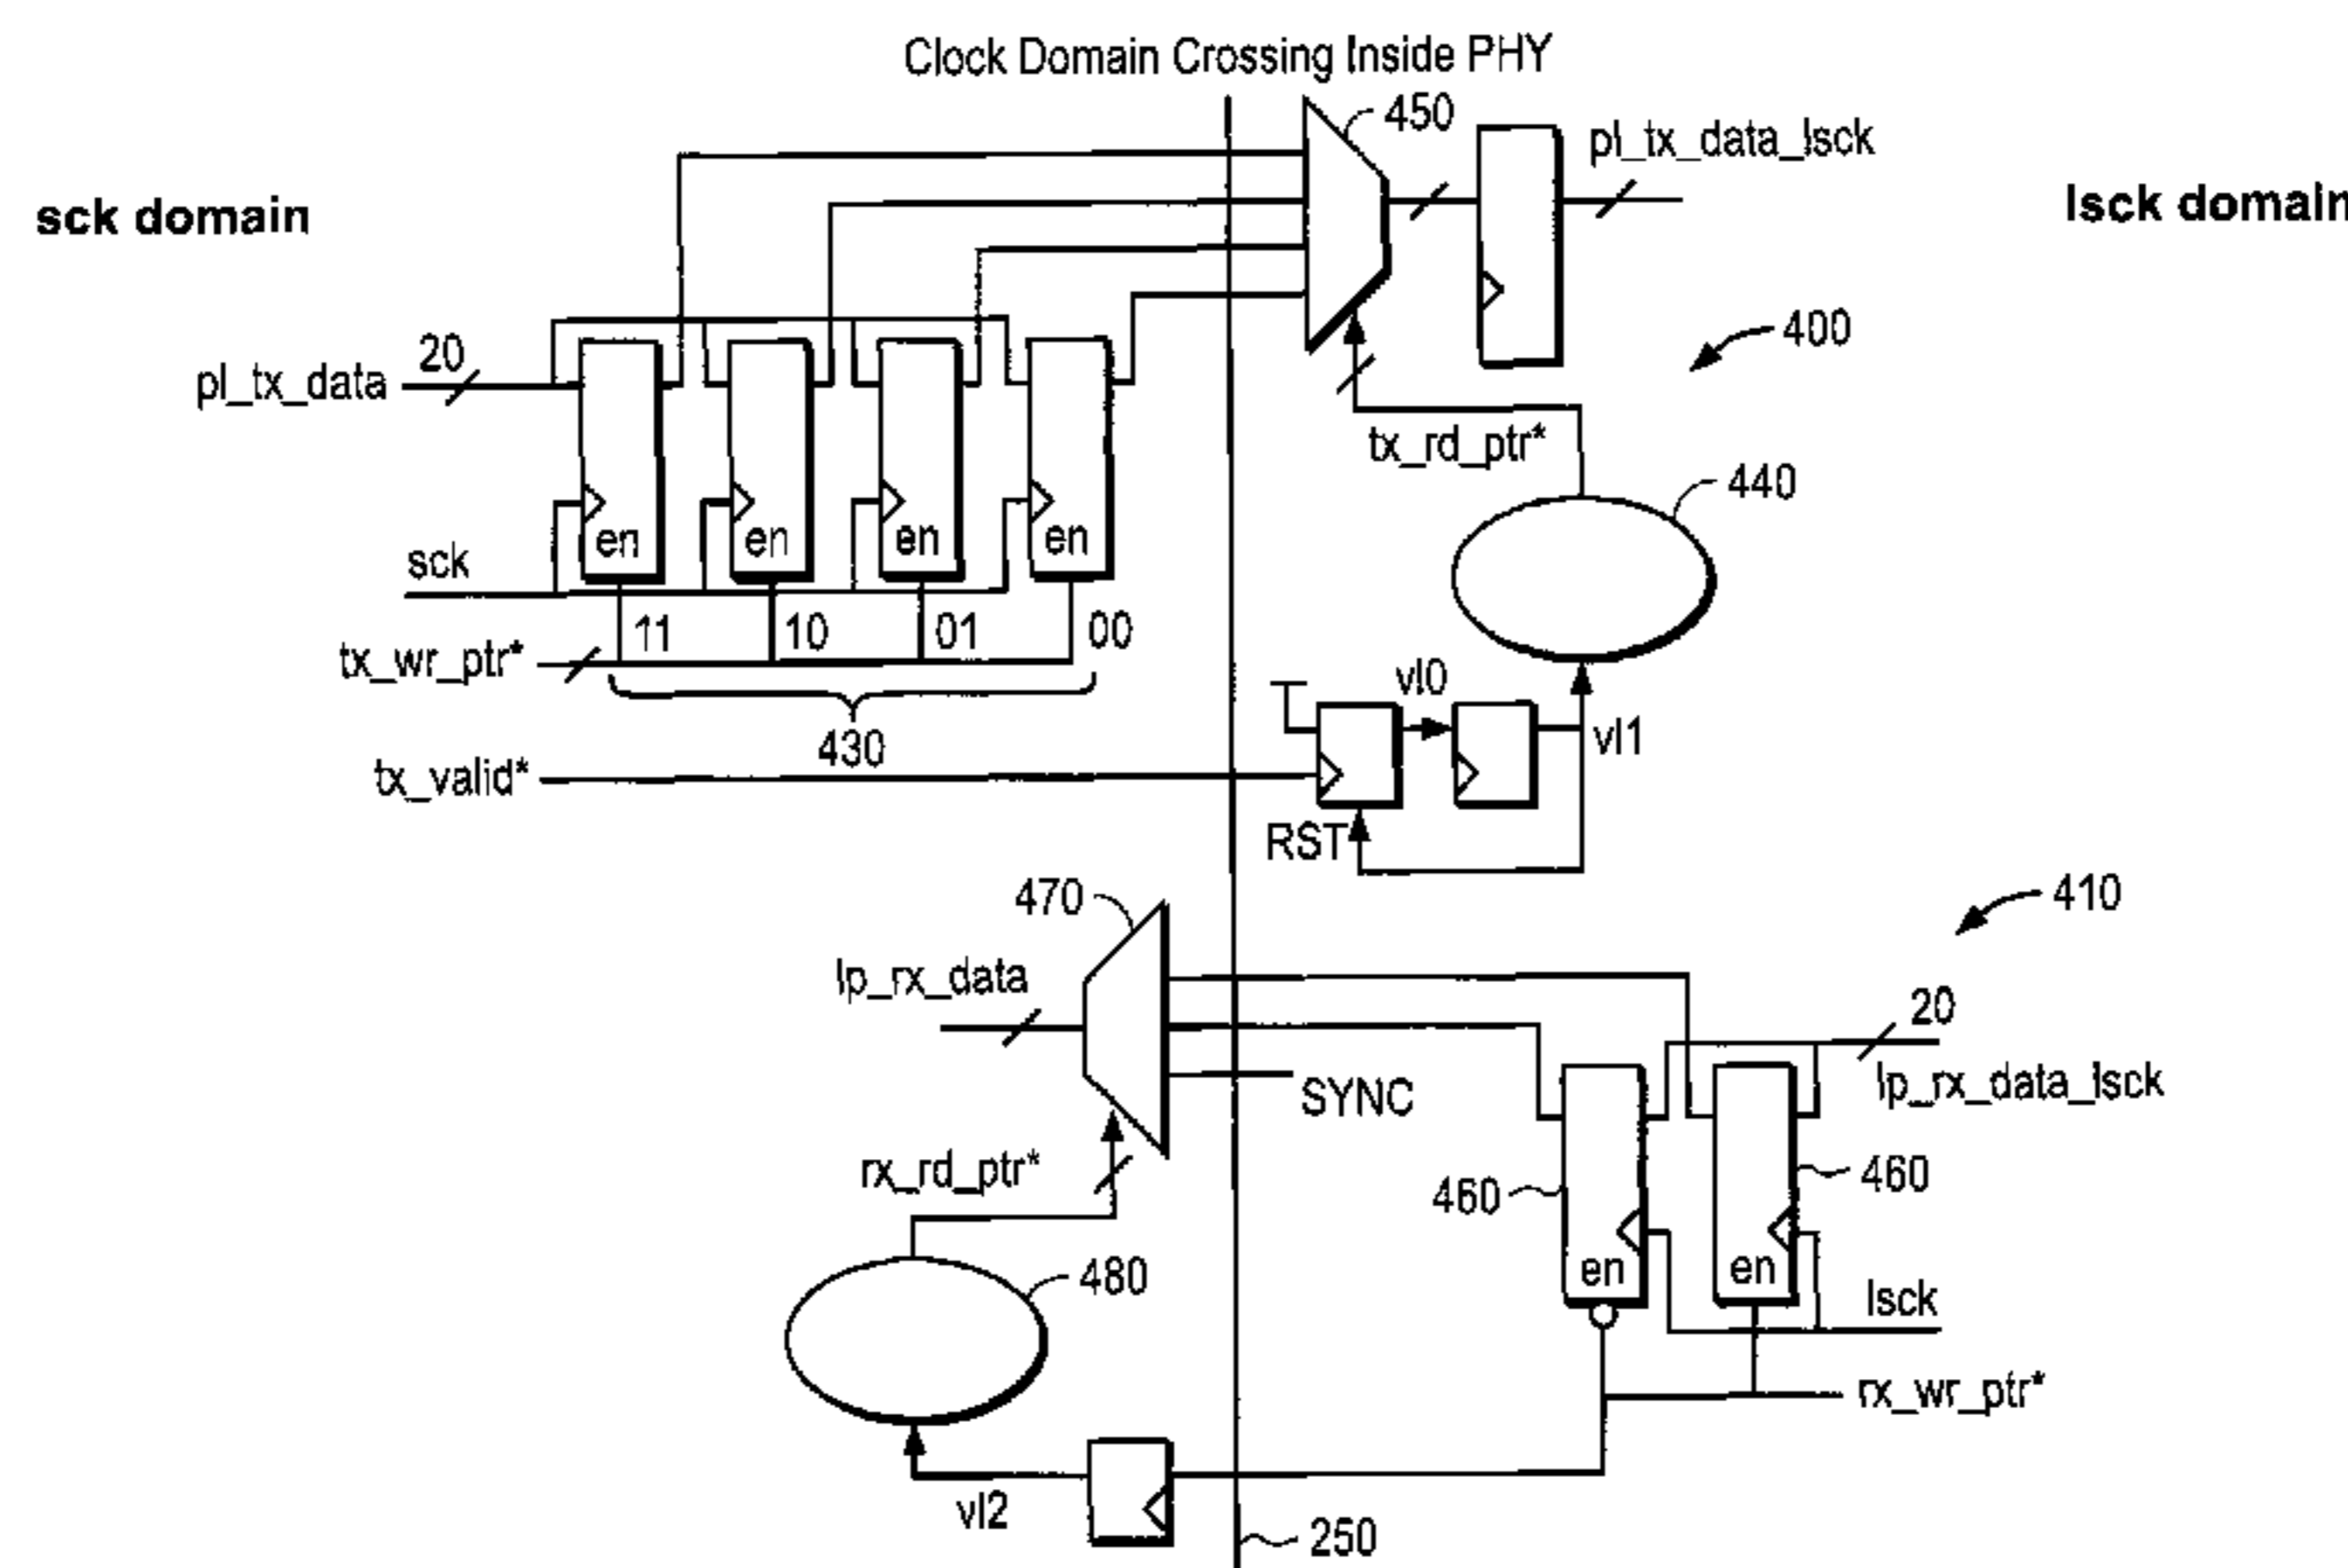 Clock Domain Crossing Inside PHY
450
pl_tx_data_lsck
sck domain
lsck domain
400
20
pl_tx_data
tx_rd_ptr*
440
en
en
en
en
sck
11
10
01
00
tx_wr_ptr*
430
vl0
vl1
tx_valid*
RST
470
410
lp_rx_data
20
SYNC
lp_rx_data_lsck
rx_rd_ptr*
460
460
480
en
en
lsck
rx_wr_ptr*
vl2
250